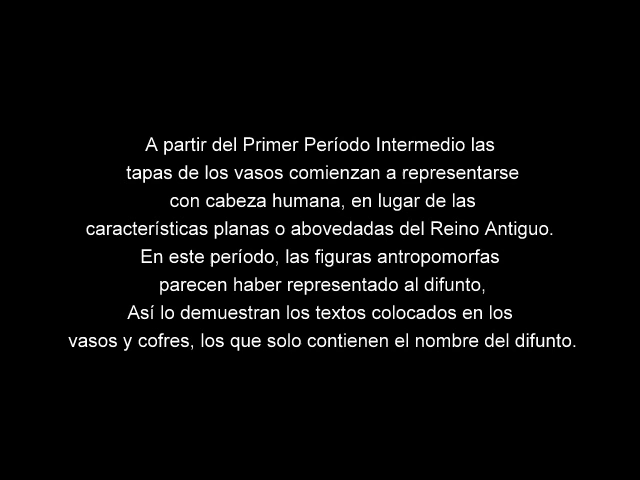 A partir del Primer Período Intermedio las
tapas de los vasos comienzan a representarse
con cabeza humana, en lugar de las
características planas o abovedadas del Reino Antiguo.
En este período, las figuras antropomorfas
parecen haber representado al difunto,
Así lo demuestran los textos colocados en los
vasos y cofres, los que solo contienen el nombre del difunto.